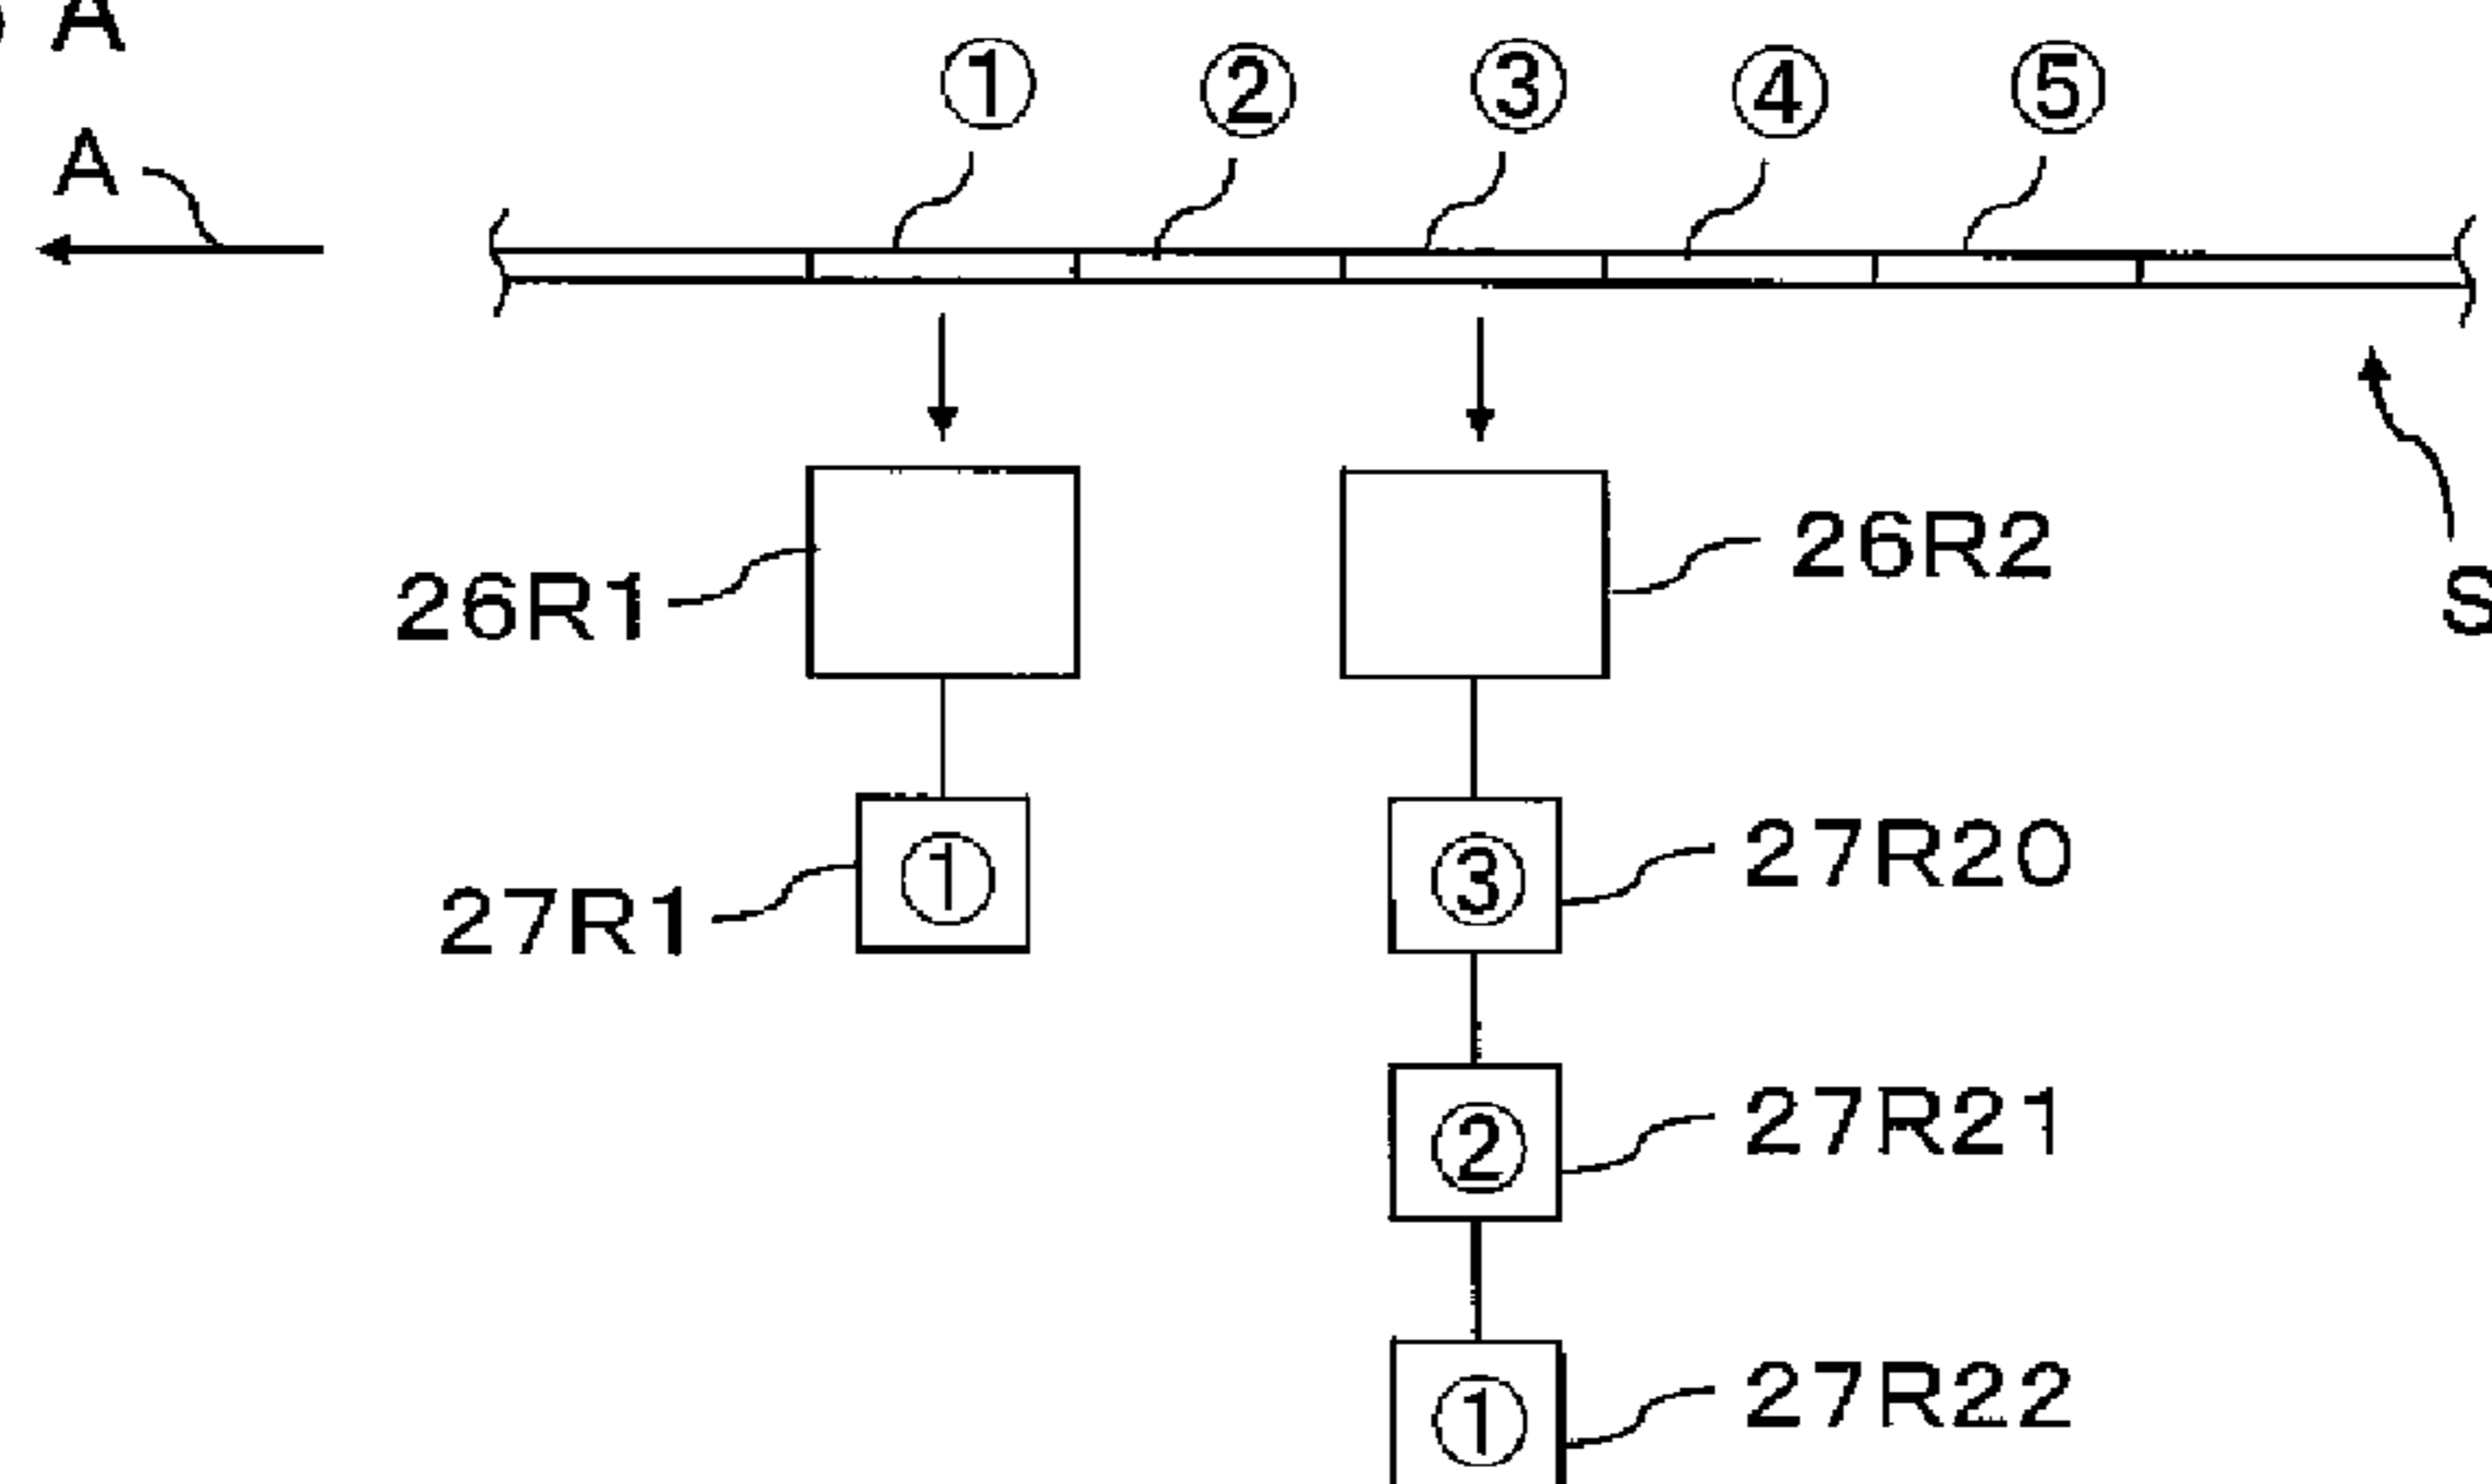 A
① ② ③ ④ ⑤
A
26R1
26R2
S
27R1
①
③
27R20
②
27R21
①
27R22